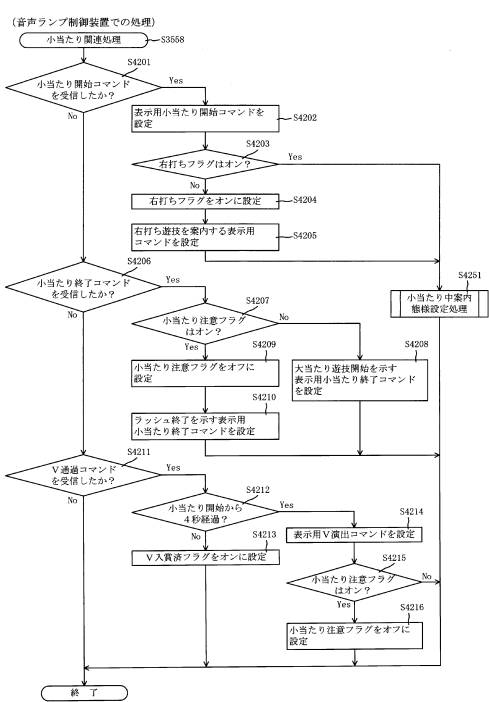 (音声ランプ制御装置での処理)
小当たり関連処理
S3558
S4201
小当たり開始コマンド
を受信したか?
Yes
No
表示用小当たり開始コマンドを
設定
S4202
S4203
右打ちフラグはオン?
Yes
No
右打ちフラグをオンに設定
S4204
右打ち遊技を案内する表示用
コマンドを設定
S4205
S4206
小当たり終了コマンド
を受信したか?
Yes
No
S4251
小当たり中案内
態様設定処理
S4207
小当たり注意フラグ
はオン?
No
Yes
S4209
小当たり注意フラグをオフに
設定
S4208
大当たり遊技開始を示す
表示用小当たり終了コマンド
を設定
S4210
ラッシュ終了を示す表示用
小当たり終了コマンドを設定
S4211
V通過コマンド
を受信したか?
Yes
No
S4212
小当たり開始から
4秒経過?
Yes
No
S4213
V入賞済フラグをオンに設定
S4214
表示用V演出コマンドを設定
S4215
小当たり注意フラグ
はオン?
No
Yes
S4216
小当たり注意フラグをオフに
設定
終 了